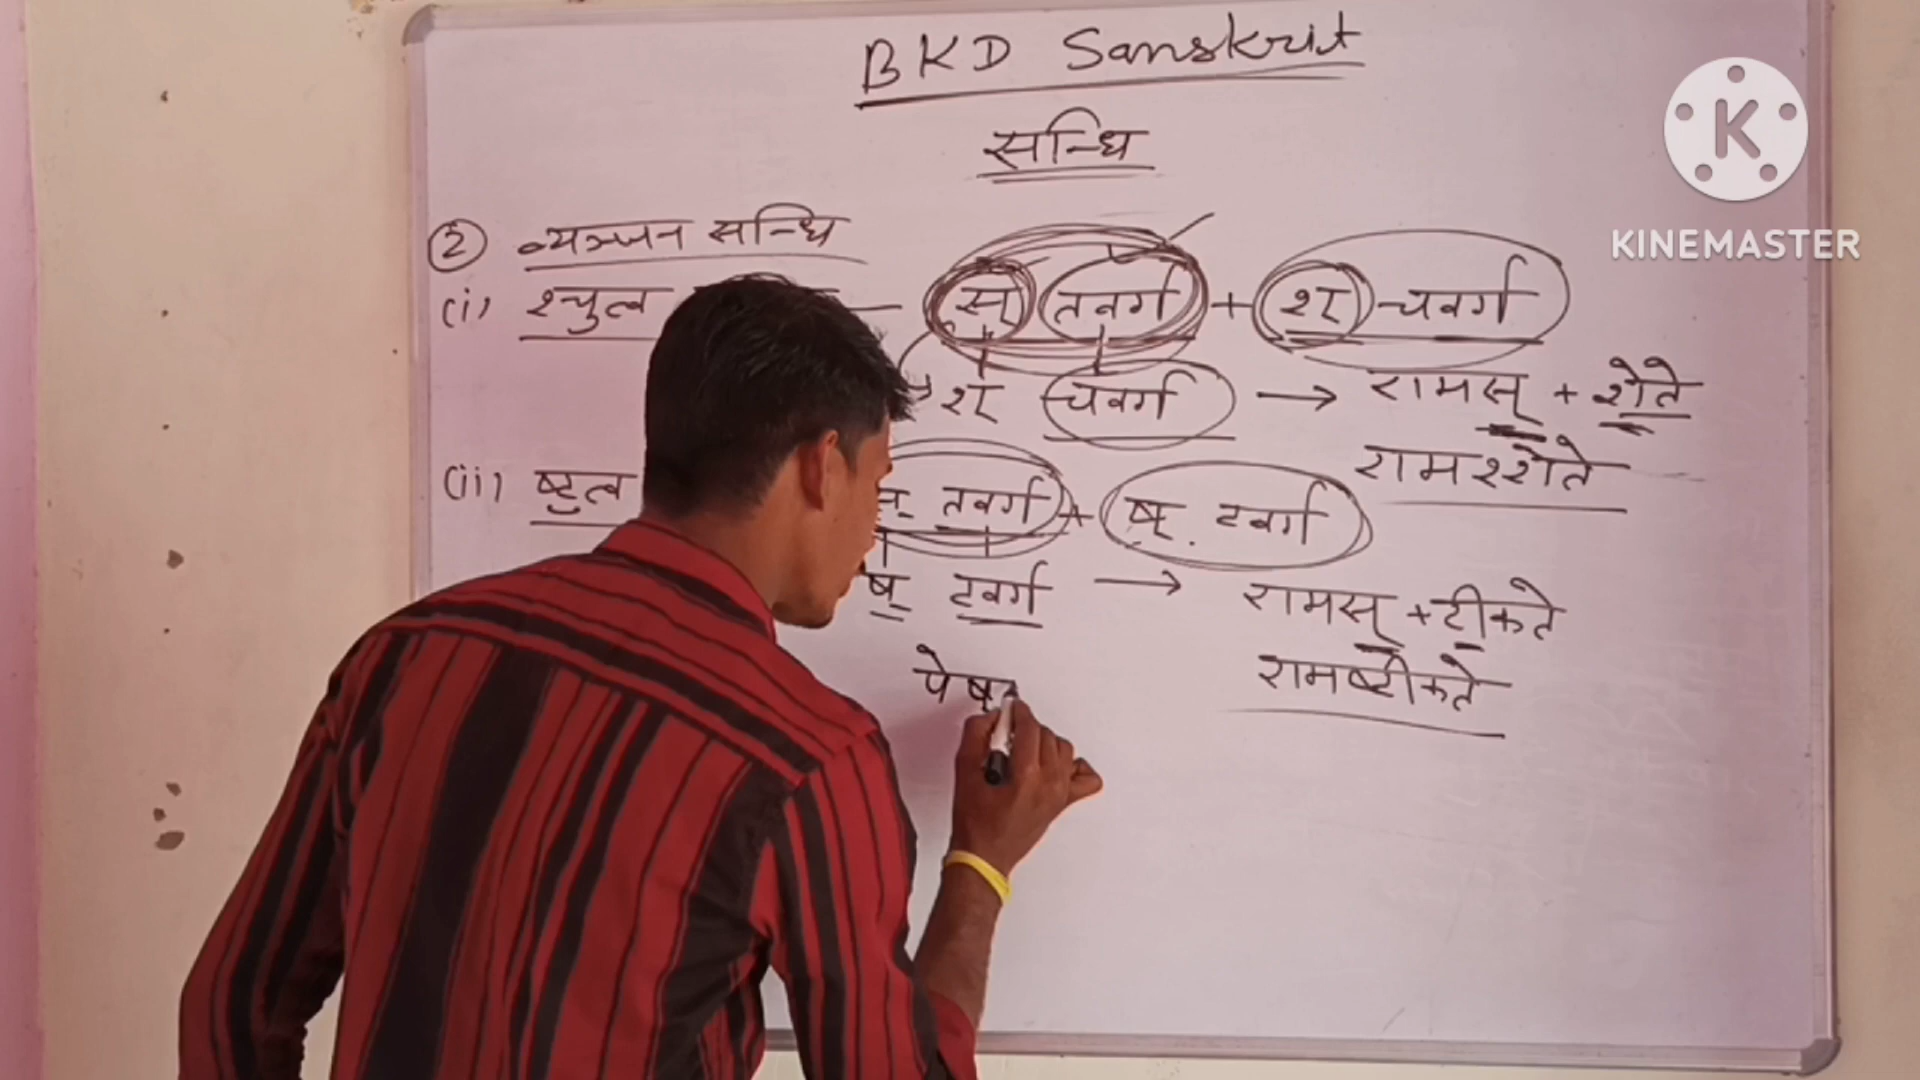 BKD Sanskrit
सन्धि
② व्यञ्जन सन्धि
(i) श्चुत्व — स् तवर्ग + श् चवर्ग
श् चवर्ग → रामस् + शेते
रामश्शेते
(ii) ष्टुत्व स् तवर्ग + ष् टवर्ग
ष् टवर्ग → रामस् + टीकते
पेष् रामष्टीकते
K
KINEMASTER